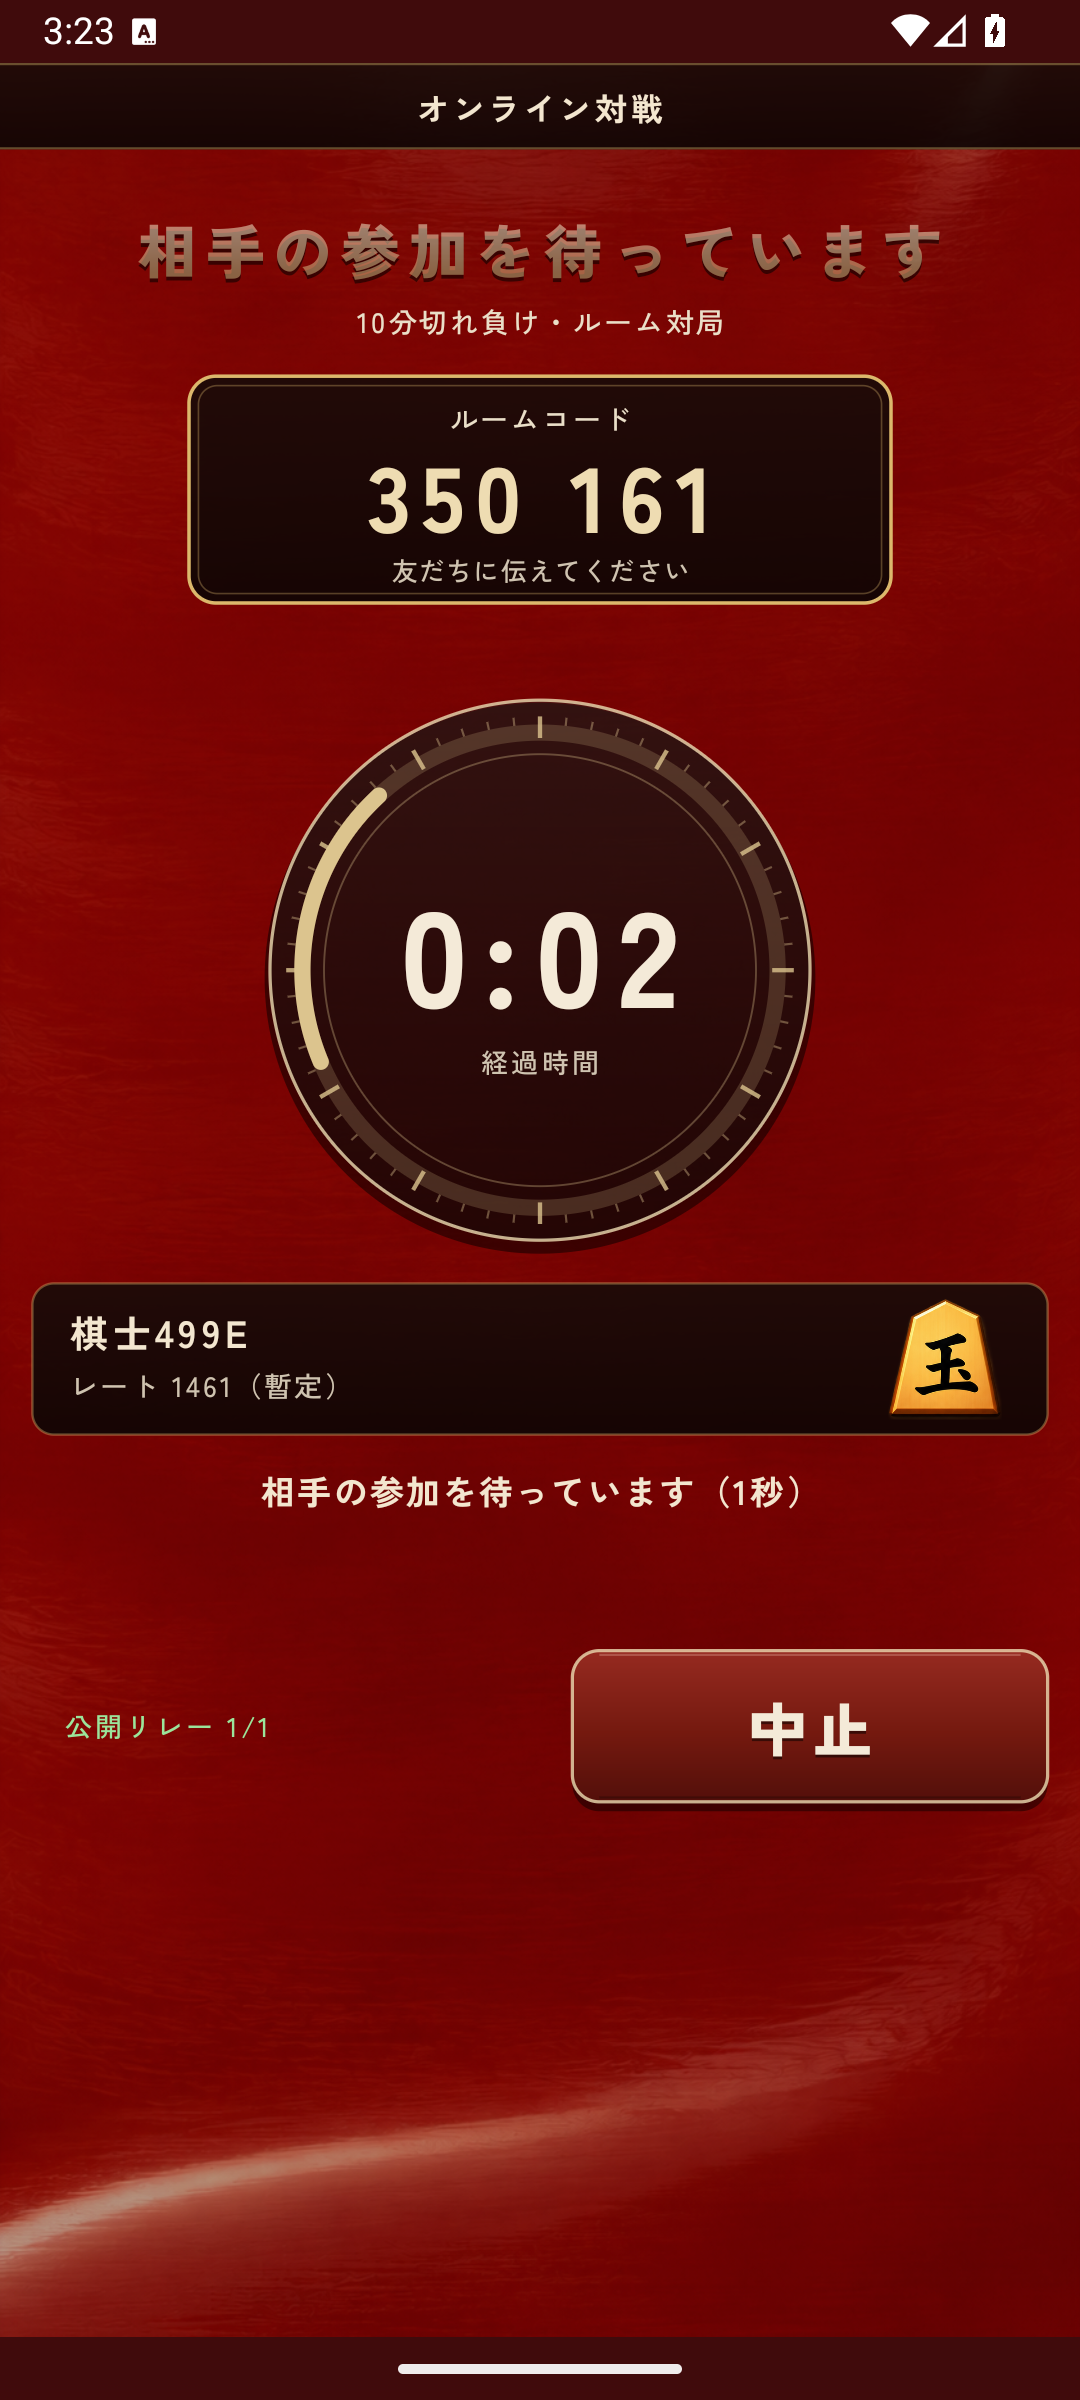 3:23
オンライン対戦
相手の参加を待っています
10分切れ負け・ルーム対局
ルームコード
350 161
友だちに伝えてください
0:02
経過時間
棋士499E
レート 1461（暫定）
玉
相手の参加を待っています（1秒）
公開リレー 1/1
中止